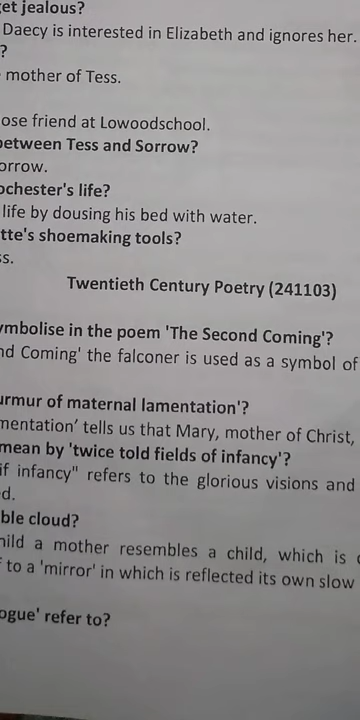 et jealous?
Daecy is interested in Elizabeth and ignores her.
?
mother of Tess.
ose friend at Lowoodschool.
between Tess and Sorrow?
orrow.
ochester's life?
life by dousing his bed with water.
tte's shoemaking tools?
ss.
Twentieth Century Poetry (241103)
ymbolise in the poem 'The Second Coming'?
nd Coming' the falconer is used as a symbol of
urmur of maternal lamentation'?
mentation' tells us that Mary, mother of Christ,
mean by 'twice told fields of infancy'?
if infancy" refers to the glorious visions and
d.
ble cloud?
hild a mother resembles a child, which is
to a 'mirror' in which is reflected its own slow
ogue' refer to?